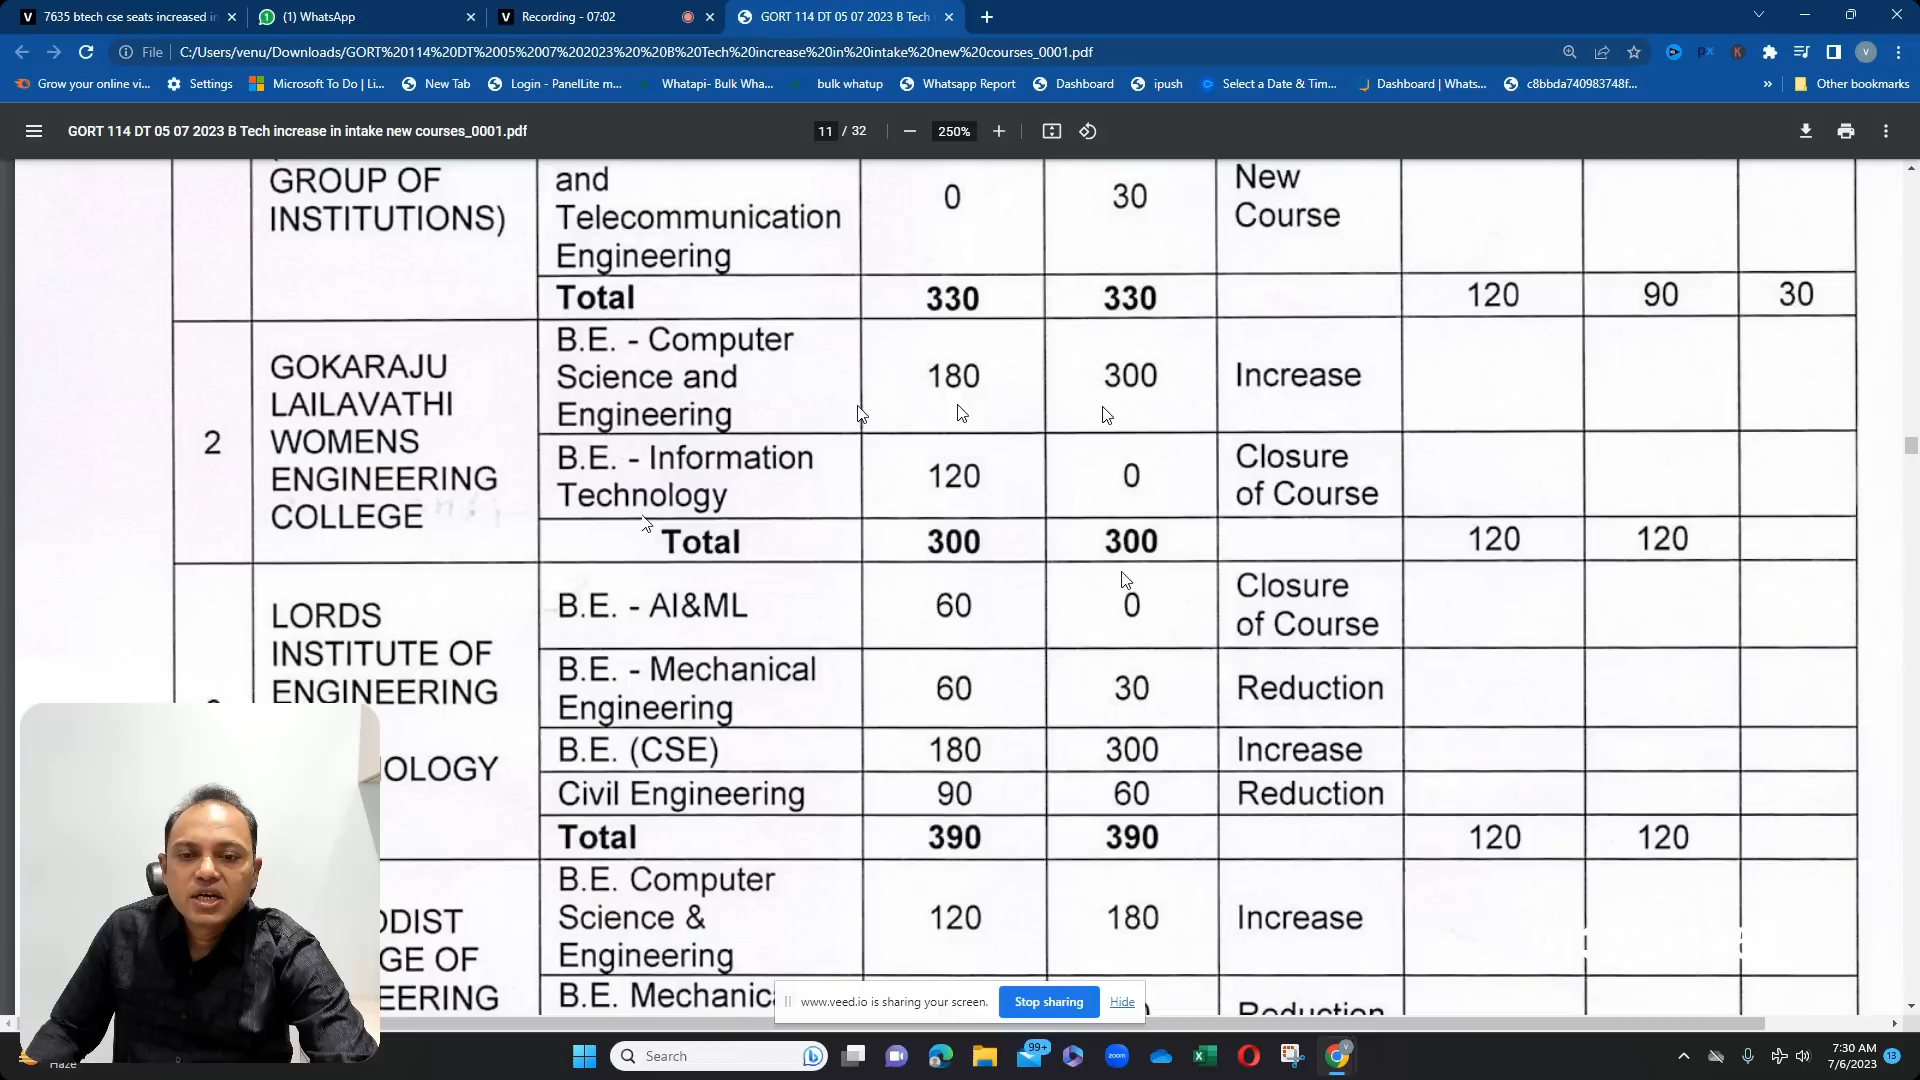 7635 btech cse seats increased in
(1) WhatsApp
Recording - 07:02
GORT 114 DT 05 07 2023 B Tech
File
C:/Users/venu/Downloads/GORT%20114%20DT%2005%2007%202023%20%20B%20Tech%20increase%20in%20intake%20new%20courses_0001.pdf
Grow your online vi...
Settings
Microsoft To Do | Li...
New Tab
Login - PanelLite m...
Whatapi- Bulk Wha...
bulk whatup
Whatsapp Report
Dashboard
ipush
Select a Date & Tim...
Dashboard | Whats...
c8bbda740983748f...
Other bookmarks
GORT 114 DT 05 07 2023 B Tech increase in intake new courses_0001.pdf
11 / 32
250%
GROUP OF
INSTITUTIONS)
and
Telecommunication
Engineering
0
30
New
Course
Total
330
330
120
90
30
2
GOKARAJU
LAILAVATHI
WOMENS
ENGINEERING
COLLEGE
B.E. - Computer
Science and
Engineering
180
300
Increase
B.E. - Information
Technology
120
0
Closure
of Course
Total
300
300
120
120
LORDS
INSTITUTE OF
ENGINEERING
OLOGY
B.E. - AI&ML
60
0
Closure
of Course
B.E. - Mechanical
Engineering
60
30
Reduction
B.E. (CSE)
180
300
Increase
Civil Engineering
90
60
Reduction
Total
390
390
120
120
ODIST
GE OF
EERING
B.E. Computer
Science &
Engineering
120
180
Increase
B.E. Mechanic
Reduction
www.veed.io is sharing your screen.
Stop sharing
Hide
Haze
Search
99+
zoom
7:30 AM
7/6/2023
13